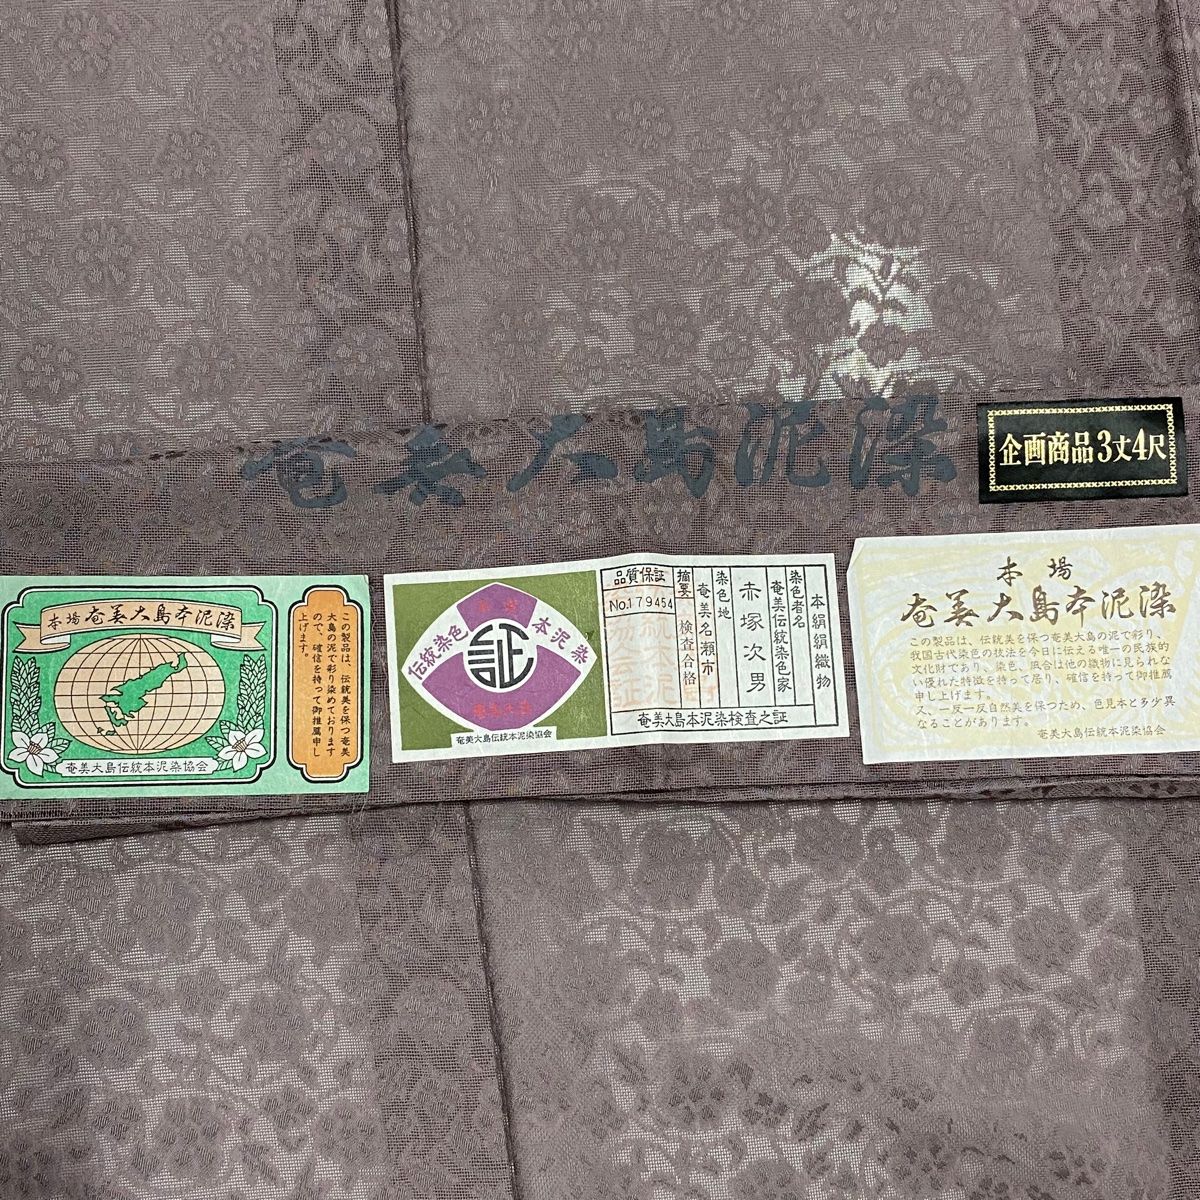 奄美大島泥染
企画商品3丈4尺
本場 奄美大島本泥染
この製品は、伝統美を保つ奄美
大島の泥で彩り染めております
ので、確信を持って御推薦申し
上げます。
奄美大島伝統本泥染協会
伝統染色
本泥染
証
奄美大島伝統本泥染協会
本絹絹織物
染色者名
奄美伝統染色家
赤塚次男
染色地
奄美名瀬市
摘要
検査合格
品質保証
No.179454
奄美大島本泥染検査之証
本場
奄美大島本泥染
この製品は、伝統美を保つ奄美大島の泥で彩り、
我国古代染色の技法を今日に伝える唯一の民族的
文化財であり、染色、風合は他の織物に見られな
い優れた特徴を持って居り、確信を持って御推薦
申し上げます。
又、一反一反自然美を保つため、色見本と多少異
なることがあります。
奄美大島伝統本泥染協会